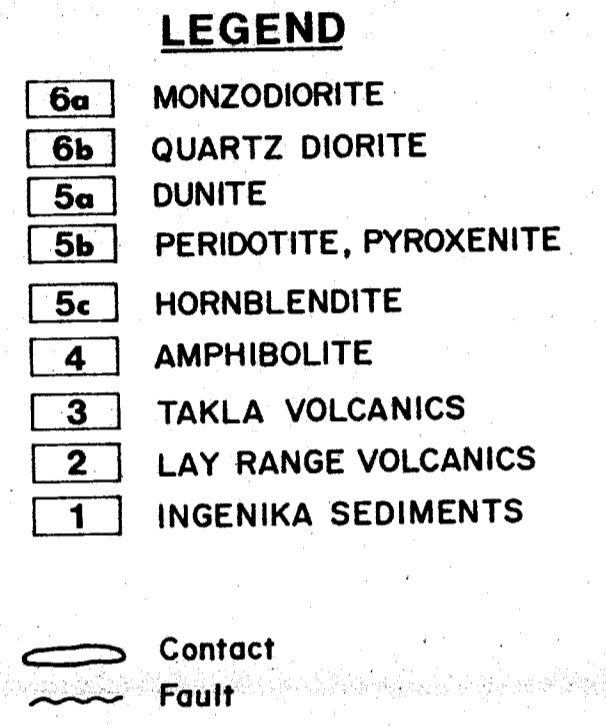 LEGEND
6a MONZODIORITE
6b QUARTZ DIORITE
5a DUNITE
5b PERIDOTITE, PYROXENITE
5c HORNBLENDITE
4 AMPHIBOLITE
3 TAKLA VOLCANICS
2 LAY RANGE VOLCANICS
1 INGENIKA SEDIMENTS
Contact
Fault